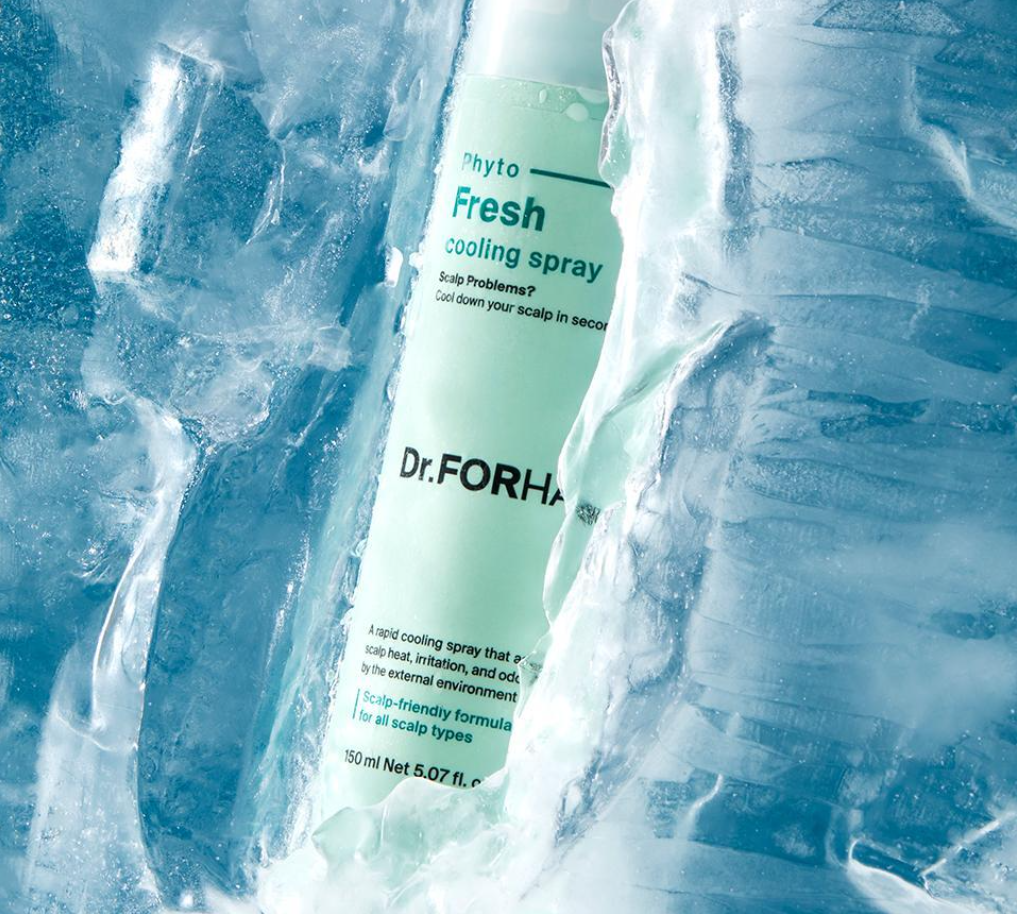 Phyto
Fresh
cooling spray
Scalp Problems?
Cool down your scalp in secon
Dr.FORHA
A rapid cooling spray that a
scalp heat, irritation, and odo
by the external environment
Scalp-friendly formula
for all scalp types
150 ml Net 5.07 fl. o